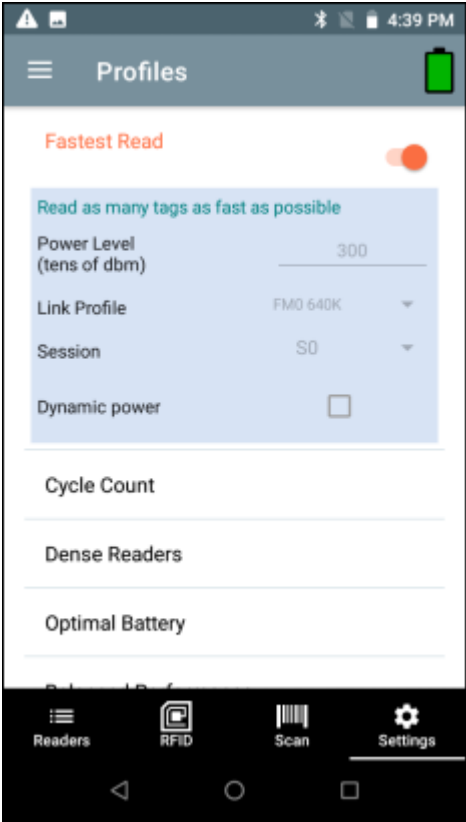 4:39 PM
Profiles
Fastest Read
Read as many tags as fast as possible
Power Level
(tens of dbm)
300
Link Profile
FM0 640K
Session
S0
Dynamic power
Cycle Count
Dense Readers
Optimal Battery
Readers
RFID
Scan
Settings